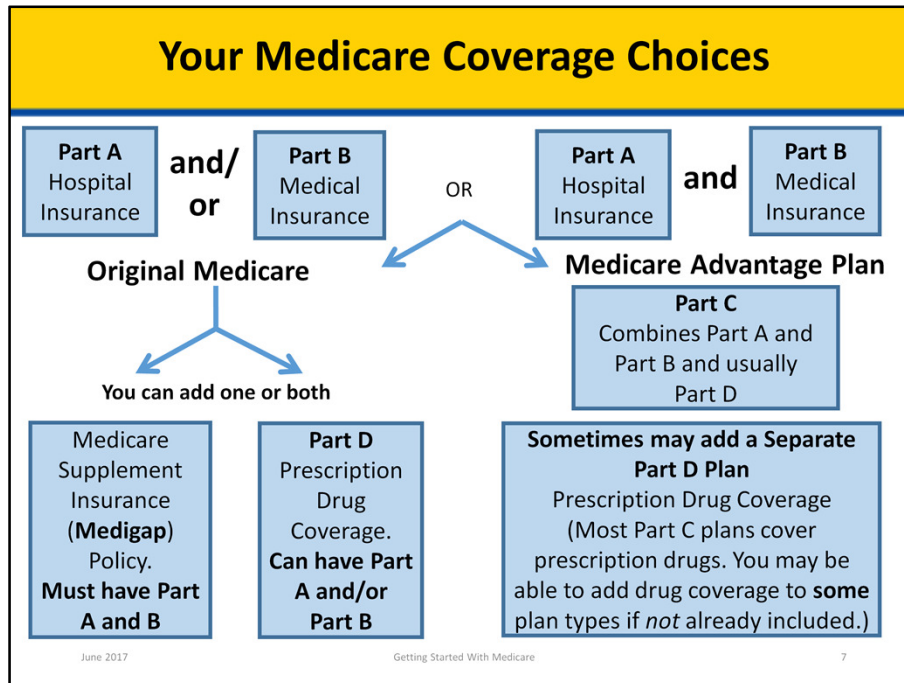 Your Medicare Coverage Choices
Part A
Hospital
Insurance
and/
or
Part B
Medical
Insurance
OR
Part A
Hospital
Insurance
and
Part B
Medical
Insurance
Original Medicare
Medicare Advantage Plan
Part C
Combines Part A and
Part B and usually
Part D
You can add one or both
Medicare
Supplement
Insurance
(Medigap)
Policy.
Must have Part
A and B
Part D
Prescription
Drug
Coverage.
Can have Part
A and/or
Part B
Sometimes may add a Separate
Part D Plan
Prescription Drug Coverage
(Most Part C plans cover
prescription drugs. You may be
able to add drug coverage to some
plan types if not already included.)
June 2017
Getting Started With Medicare
7